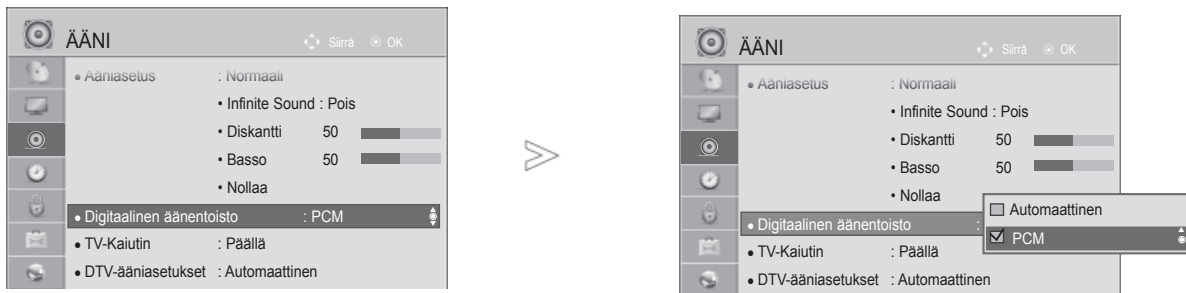 ÄÄNI
Siirrä OK
• Ääniasetus : Normaali
• Infinite Sound : Pois
• Diskantti 50
• Basso 50
• Nollaa
• Digitaalinen äänentoisto : PCM
• TV-Kaiutin : Päällä
• DTV-ääniasetukset : Automaattinen
ÄÄNI
Siirrä OK
• Ääniasetus : Normaali
• Infinite Sound : Pois
• Diskantti 50
• Basso 50
• Nollaa
• Digitaalinen äänentoisto :
Automaattinen
PCM
• TV-Kaiutin : Päällä
• DTV-ääniasetukset : Automaattinen